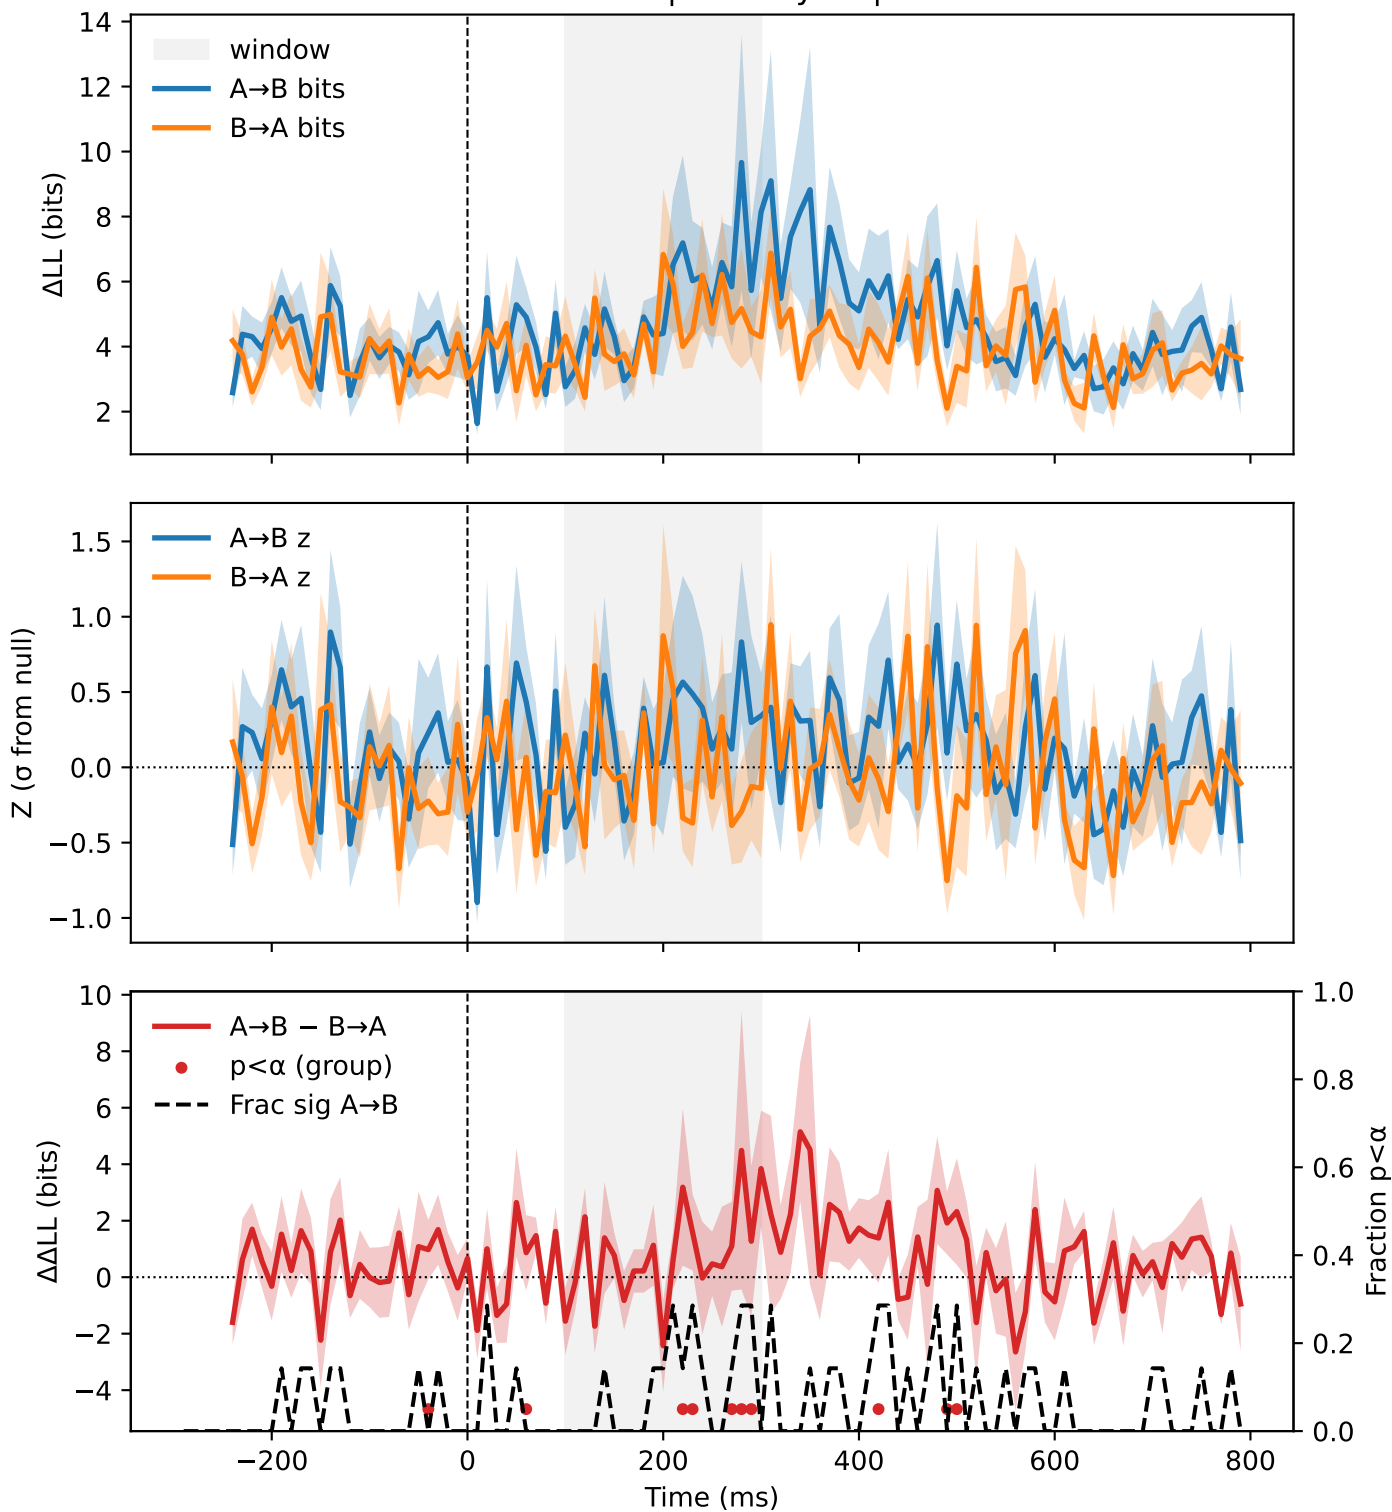 14
12
10
8
6
4
2
ΔLL (bits)
window
A→B bits
B→A bits
1.5
1.0
0.5
0.0
−0.5
−1.0
Z (σ from null)
A→B z
B→A z
10
8
6
4
2
0
−2
−4
ΔΔLL (bits)
A→B − B→A
p<α (group)
Frac sig A→B
1.0
0.8
0.6
0.4
0.2
0.0
Fraction p<α
−200
0
200
400
600
800
Time (ms)